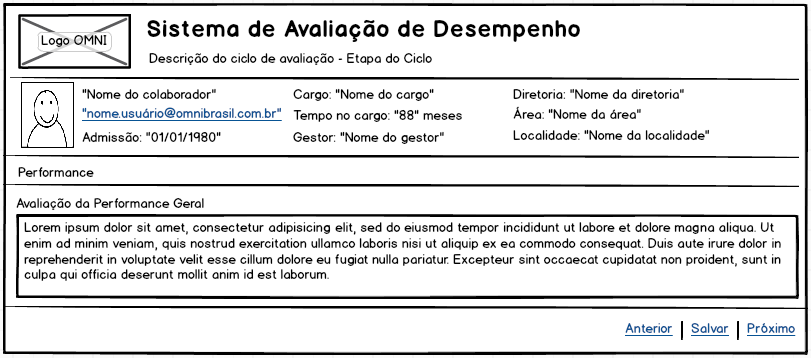 Logo OMNI
Sistema de Avaliação de Desempenho
Descrição do ciclo de avaliação - Etapa do Ciclo
"Nome do colaborador"
"nome.usuário@omnibrasil.com.br"
Admissão: "01/01/1980"
Cargo: "Nome do cargo"
Tempo no cargo: "88" meses
Gestor: "Nome do gestor"
Diretoria: "Nome da diretoria"
Área: "Nome da área"
Localidade: "Nome da localidade"
Performance
Avaliação da Performance Geral
Lorem ipsum dolor sit amet, consectetur adipisicing elit, sed do eiusmod tempor incididunt ut labore et dolore magna aliqua. Ut
enim ad minim veniam, quis nostrud exercitation ullamco laboris nisi ut aliquip ex ea commodo consequat. Duis aute irure dolor in
reprehenderit in voluptate velit esse cillum dolore eu fugiat nulla pariatur. Excepteur sint occaecat cupidatat non proident, sunt in
culpa qui officia deserunt mollit anim id est laborum.
Anterior | Salvar | Próximo